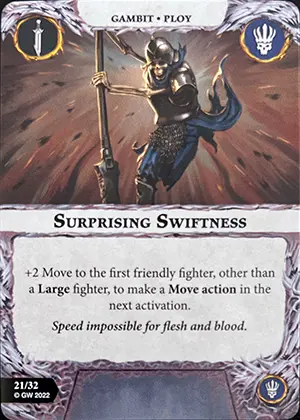 GAMBIT • PLOY
SURPRISING SWIFTNESS
+2 Move to the first friendly fighter, other than
a Large fighter, to make a Move action in the
next activation.
Speed impossible for flesh and blood.
21/32
© GW 2022